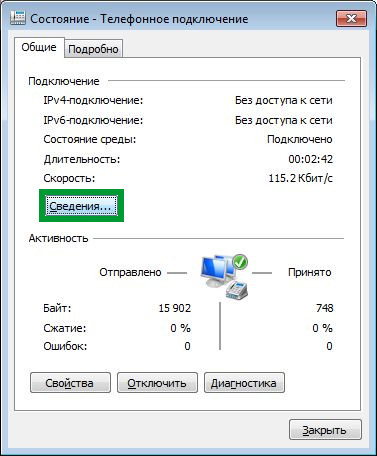 Состояние - Телефонное подключение
Общие Подробно
Подключение
IPv4-подключение: Без доступа к сети
IPv6-подключение: Без доступа к сети
Состояние среды: Подключено
Длительность: 00:02:42
Скорость: 115.2 Кбит/с
Сведения...
Активность
Отправлено Принято
Байт: 15 902 748
Сжатие: 0 % 0 %
Ошибок: 0 0
Свойства Отключить Диагностика
Закрыть